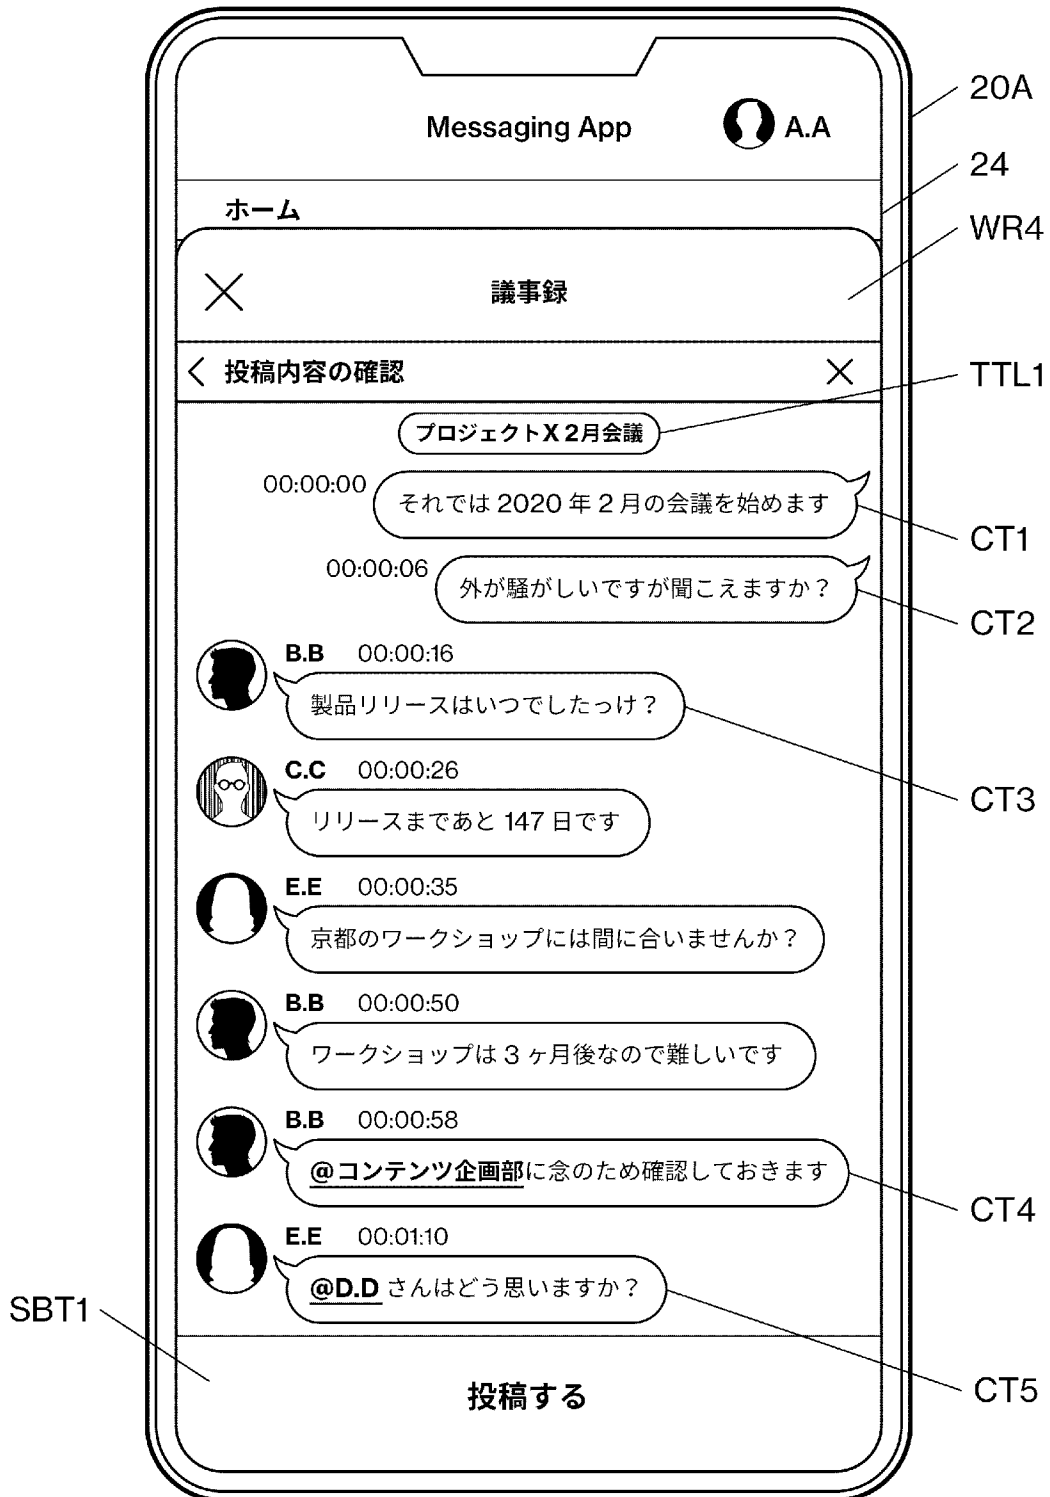 Messaging App
A.A
20A
24
ホーム
WR4
議事録
投稿内容の確認
TTL1
プロジェクトX 2月会議
00:00:00
それでは 2020 年 2 月の会議を始めます
CT1
00:00:06
外が騒がしいですが聞こえますか？
CT2
B.B 00:00:16
製品リリースはいつでしたっけ？
CT3
C.C 00:00:26
リリースまであと 147 日です
E.E 00:00:35
京都のワークショップには間に合いませんか？
B.B 00:00:50
ワークショップは 3 ヶ月後なので難しいです
B.B 00:00:58
@コンテンツ企画部に念のため確認しておきます
CT4
E.E 00:01:10
@D.D さんはどう思いますか？
SBT1
投稿する
CT5